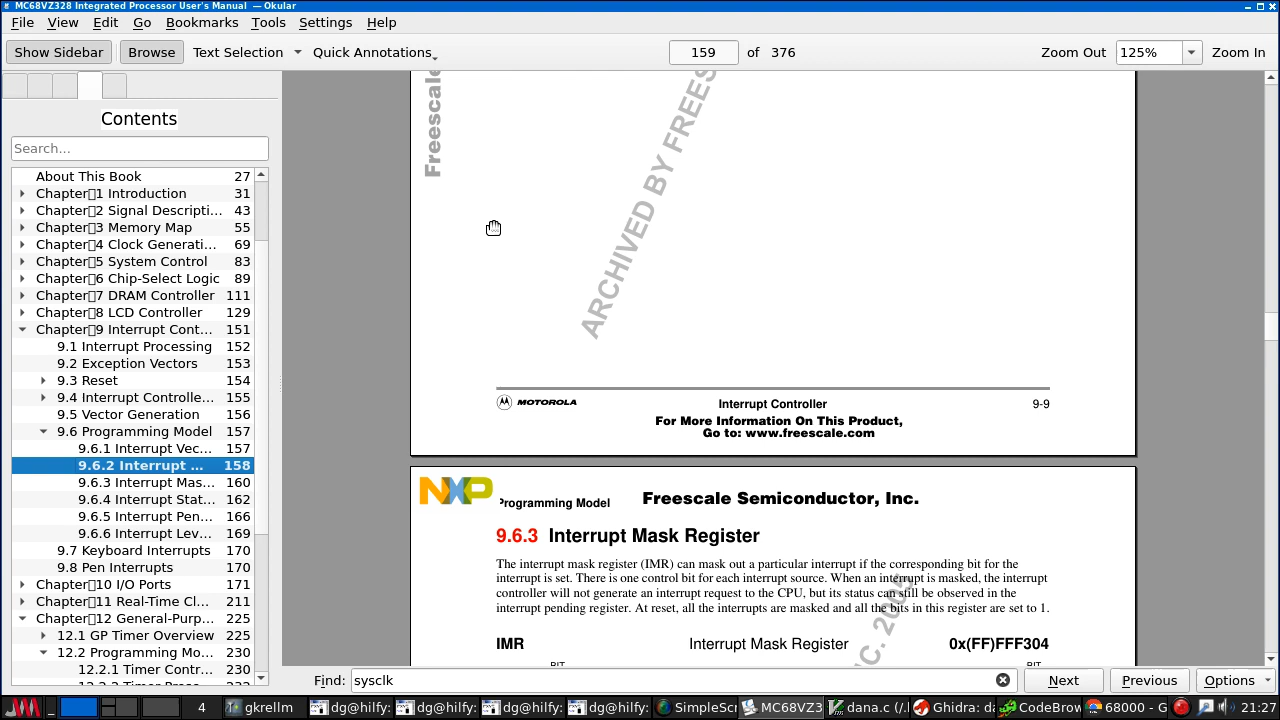 MC68VZ328 Integrated Processor User's Manual — Okular
File View Edit Go Bookmarks Tools Settings Help
Show Sidebar Browse Text Selection Quick Annotations 159 of 376 Zoom Out 125% Zoom In
Contents
Search...
About This Book 27
Chapter▯1 Introduction 31
Chapter▯2 Signal Descripti... 43
Chapter▯3 Memory Map 55
Chapter▯4 Clock Generati... 69
Chapter▯5 System Control 83
Chapter▯6 Chip-Select Logic 89
Chapter▯7 DRAM Controller 111
Chapter▯8 LCD Controller 129
Chapter▯9 Interrupt Cont... 151
9.1 Interrupt Processing 152
9.2 Exception Vectors 153
9.3 Reset 154
9.4 Interrupt Controlle... 155
9.5 Vector Generation 156
9.6 Programming Model 157
9.6.1 Interrupt Vec... 157
9.6.2 Interrupt ... 158
9.6.3 Interrupt Mas... 160
9.6.4 Interrupt Stat... 162
9.6.5 Interrupt Pen... 166
9.6.6 Interrupt Lev... 169
9.7 Keyboard Interrupts 170
9.8 Pen Interrupts 170
Chapter▯10 I/O Ports 171
Chapter▯11 Real-Time Cl... 211
Chapter▯12 General-Purp... 225
12.1 GP Timer Overview 225
12.2 Programming Mo... 230
12.2.1 Timer Contr... 230
Freescale
ARCHIVED BY FREES
MOTOROLA Interrupt Controller 9-9
For More Information On This Product,
Go to: www.freescale.com
NXP Programming Model Freescale Semiconductor, Inc.
9.6.3 Interrupt Mask Register
The interrupt mask register (IMR) can mask out a particular interrupt if the corresponding bit for the
interrupt is set. There is one control bit for each interrupt source. When an interrupt is masked, the interrupt
controller will not generate an interrupt request to the CPU, but its status can still be observed in the
interrupt pending register. At reset, all the interrupts are masked and all the bits in this register are set to 1.
IMR Interrupt Mask Register 0x(FF)FFF304
BIT BIT
C. 2005
Find: sysclk Next Previous Options
4 gkrellm dg@hilfy: dg@hilfy: dg@hilfy: dg@hilfy: SimpleScr MC68VZ3 dana.c (/. Ghidra: da CodeBrow 68000 - G 21:27